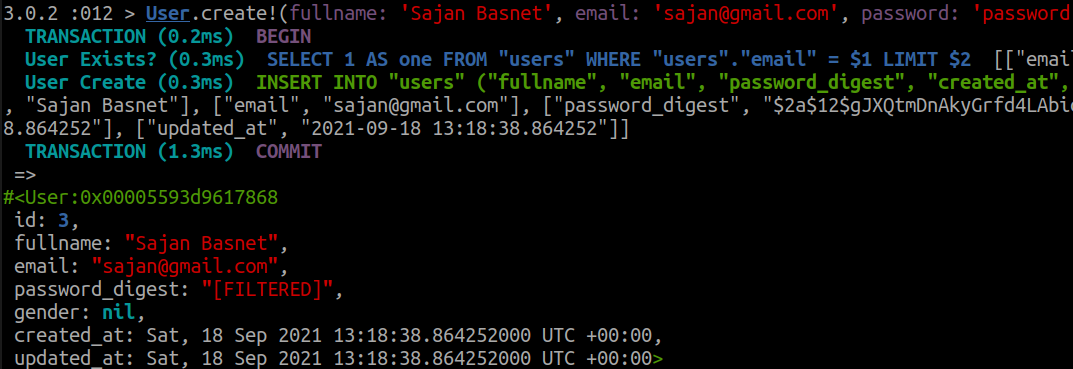 3.0.2 :012 > User.create!(fullname: 'Sajan Basnet', email: 'sajan@gmail.com', password: 'password
TRANSACTION (0.2ms)  BEGIN
User Exists? (0.3ms)  SELECT 1 AS one FROM "users" WHERE "users"."email" = $1 LIMIT $2  [["emai
User Create (0.3ms)  INSERT INTO "users" ("fullname", "email", "password_digest", "created_at",
, "Sajan Basnet"], ["email", "sajan@gmail.com"], ["password_digest", "$2a$12$gJXQtmDnAkyGrfd4LAbi
8.864252"], ["updated_at", "2021-09-18 13:18:38.864252"]]
TRANSACTION (1.3ms)  COMMIT
=>
#<User:0x00005593d9617868
id: 3,
fullname: "Sajan Basnet",
email: "sajan@gmail.com",
password_digest: "[FILTERED]",
gender: nil,
created_at: Sat, 18 Sep 2021 13:18:38.864252000 UTC +00:00,
updated_at: Sat, 18 Sep 2021 13:18:38.864252000 UTC +00:00>